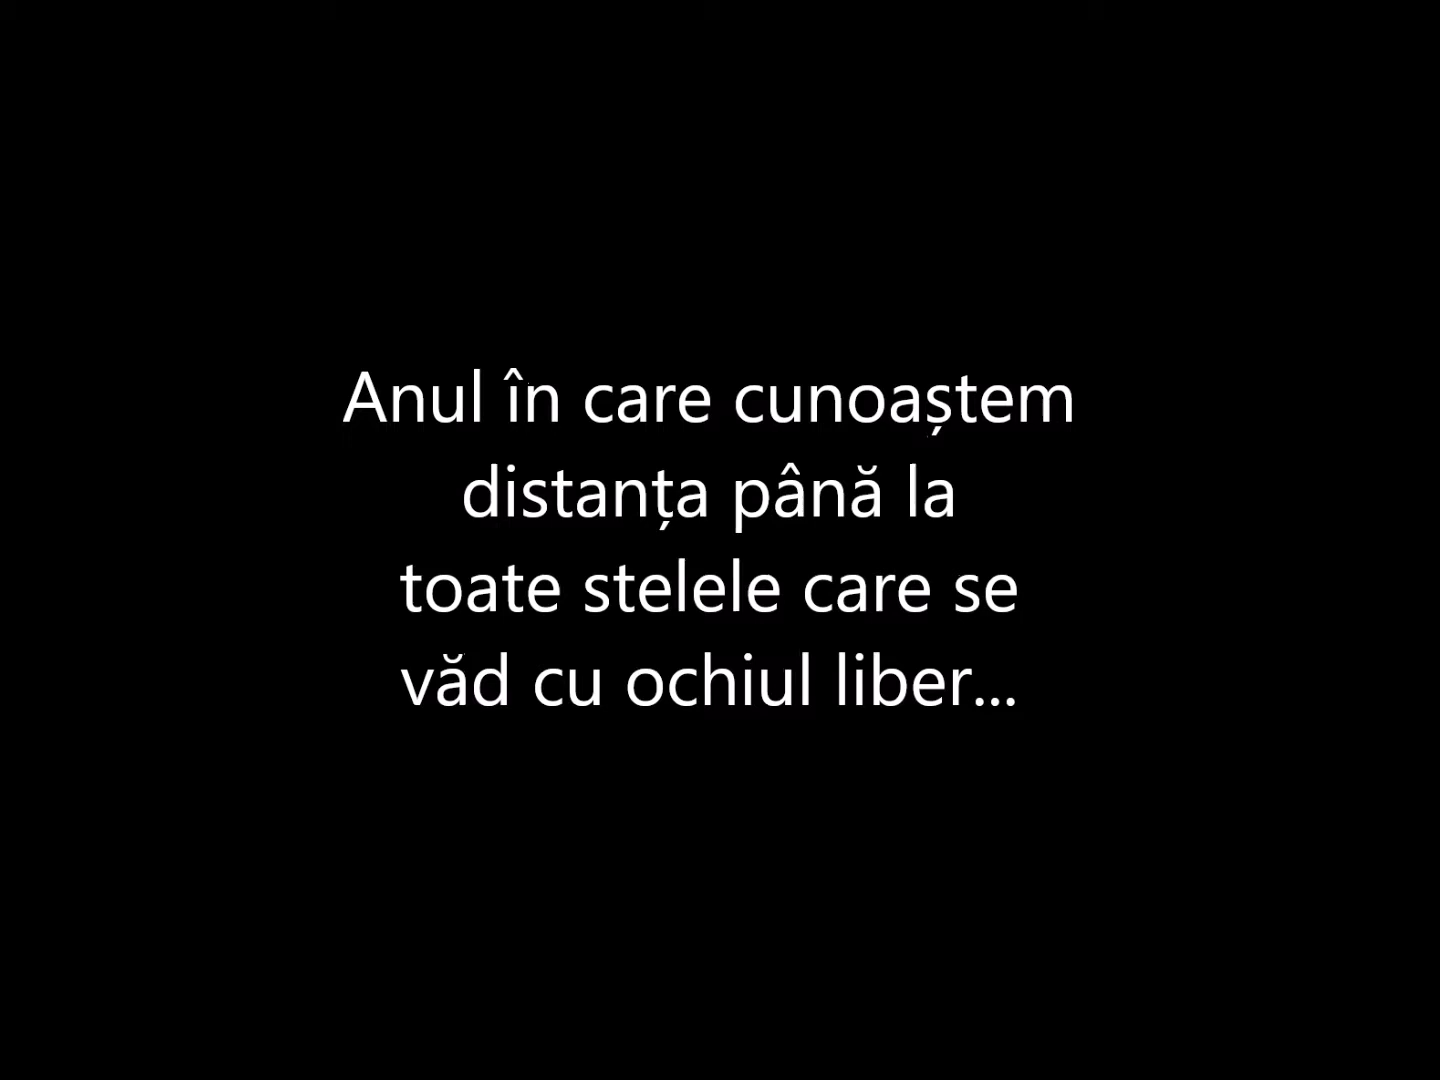 Anul în care cunoaștem
distanța până la
toate stelele care se
văd cu ochiul liber...